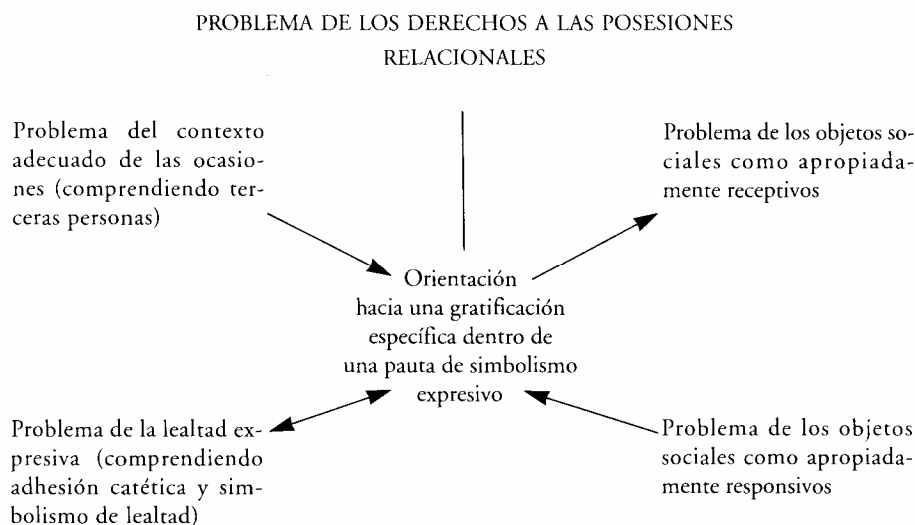 PROBLEMA DE LOS DERECHOS A LAS POSESIONES
RELACIONALES
Problema del contexto
adecuado de las ocasio-
nes (comprendiendo ter-
ceras personas)
Problema de los objetos so-
ciales como apropiada-
mente receptivos
Orientación
hacia una gratificación
específica dentro de
una pauta de simbolismo
expresivo
Problema de la lealtad ex-
presiva (comprendiendo
adhesión catética y sim-
bolismo de lealtad)
Problema de los objetos
sociales como apropiada-
mente responsivos